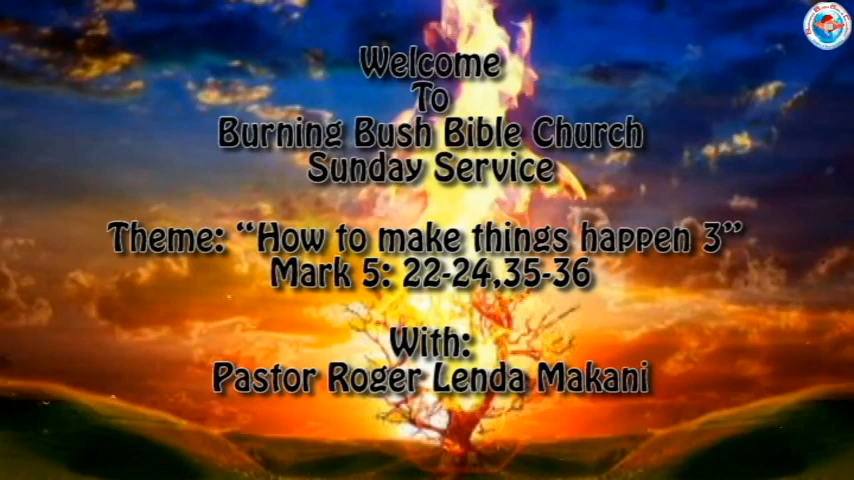 Welcome
To
Burning Bush Bible Church
Sunday Service
Theme: “How to make things happen 3”
Mark 5: 22-24,35-36
With:
Pastor Roger Lenda Makani